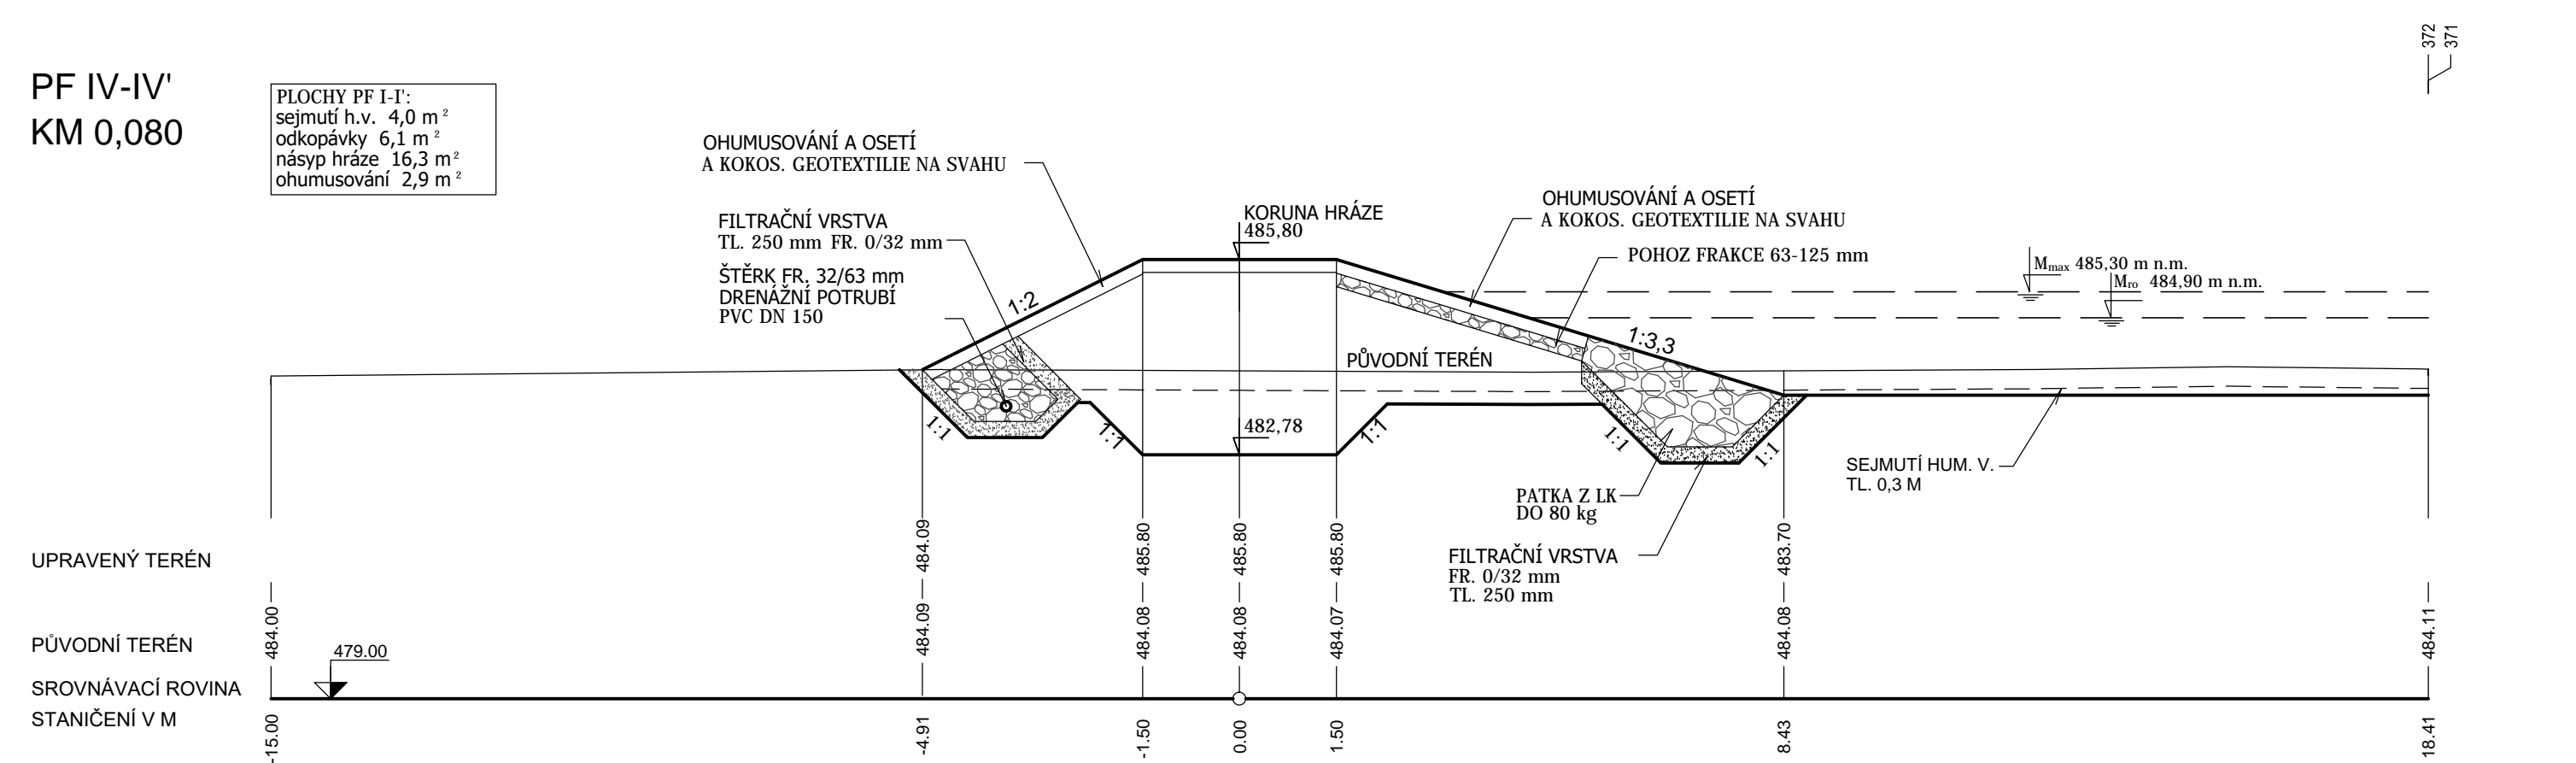 372
371
PF IV-IV'
KM 0,080
PLOCHY PF I-I':
sejmutí h.v. 4,0 m²
odkopávky 6,1 m²
násyp hráze 16,3 m²
ohumusování 2,9 m²
OHUMUSOVÁNÍ A OSETÍ
A KOKOS. GEOTEXTILIE NA SVAHU
FILTRAČNÍ VRSTVA
TL. 250 mm FR. 0/32 mm
ŠTĚRK FR. 32/63 mm
DRENÁŽNÍ POTRUBÍ
PVC DN 150
KORUNA HRÁZE
485,80
OHUMUSOVÁNÍ A OSETÍ
A KOKOS. GEOTEXTILIE NA SVAHU
POHOZ FRAKCE 63-125 mm
Mmax 485,30 m n.m.
Mro 484,90 m n.m.
1:2
1:3,3
PŮVODNÍ TERÉN
1:1
1:1
482,78
1:1
1:1
1:1
SEJMUTÍ HUM. V.
TL. 0,3 M
PATKA Z LK
DO 80 kg
FILTRAČNÍ VRSTVA
FR. 0/32 mm
TL. 250 mm
UPRAVENÝ TERÉN
484.09
485.80
485.80
485.80
483.70
PŮVODNÍ TERÉN
484.00
484.09
484.08
484.08
484.07
484.08
484.11
479.00
SROVNÁVACÍ ROVINA
STANIČENÍ V M
-15.00
-4.91
-1.50
0.00
1.50
8.43
18.41